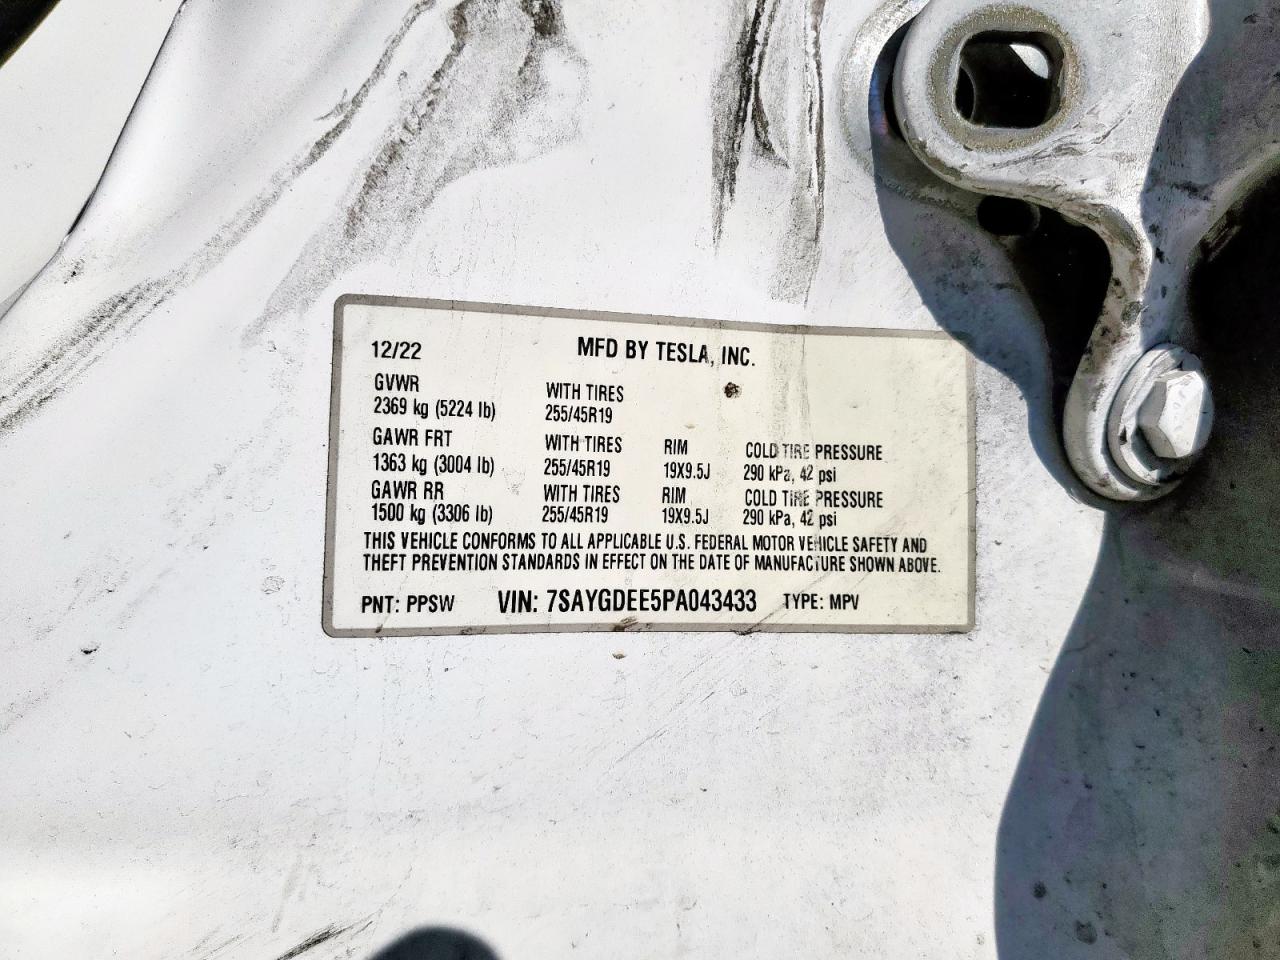 12/22 MFD BY TESLA, INC.
GVWR WITH TIRES
2369 kg (5224 lb) 255/45R19
GAWR FRT WITH TIRES RIM COLD TIRE PRESSURE
1363 kg (3004 lb) 255/45R19 19X9.5J 290 kPa, 42 psi
GAWR RR WITH TIRES RIM COLD TIRE PRESSURE
1500 kg (3306 lb) 255/45R19 19X9.5J 290 kPa, 42 psi
THIS VEHICLE CONFORMS TO ALL APPLICABLE U.S. FEDERAL MOTOR VEHICLE SAFETY AND
THEFT PREVENTION STANDARDS IN EFFECT ON THE DATE OF MANUFACTURE SHOWN ABOVE.
PNT: PPSW VIN: 7SAYGDEE5PA043433 TYPE: MPV